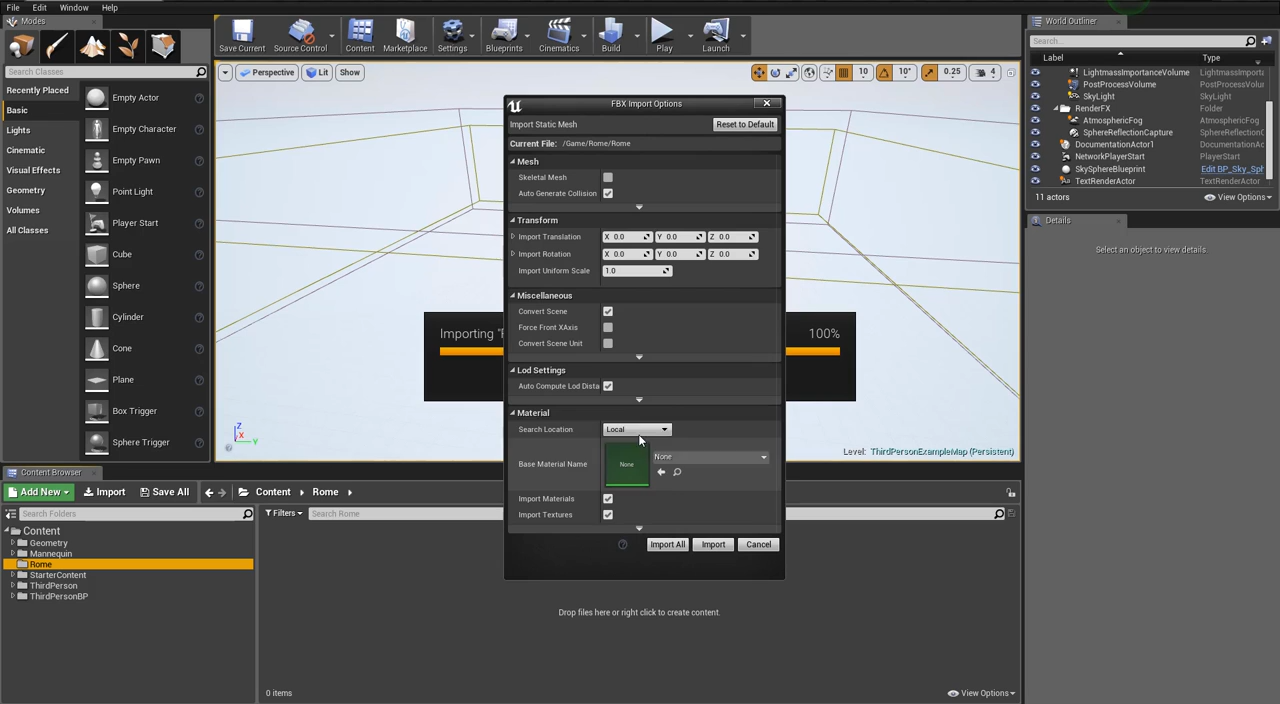 File Edit Window Help
Modes
Search Classes
Recently Placed
Basic
Lights
Cinematic
Visual Effects
Geometry
Volumes
All Classes
Empty Actor
Empty Character
Empty Pawn
Point Light
Player Start
Cube
Sphere
Cylinder
Cone
Plane
Box Trigger
Sphere Trigger
Save Current Source Control Content Marketplace Settings Blueprints Cinematics Build Play Launch
Perspective Lit Show
10 10° 0.25 4
FBX Import Options
Import Static Mesh Reset to Default
Current File: /Game/Rome/Rome
Mesh
Skeletal Mesh
Auto Generate Collision
Transform
Import Translation X 0.0 Y 0.0 Z 0.0
Import Rotation X 0.0 Y 0.0 Z 0.0
Import Uniform Scale 1.0
Miscellaneous
Convert Scene
Force Front XAxis
Convert Scene Unit
Lod Settings
Auto Compute Lod Dista
Material
Search Location Local
Base Material Name None None
Import Materials
Import Textures
Import All Import Cancel
Importing "F 100%
Z
X Y
Level: ThirdPersonExampleMap (Persistent)
World Outliner
Search...
Label Type
LightmassImportanceVolume LightmassImporta
PostProcessVolume PostProcessVolum
SkyLight SkyLight
RenderFX Folder
AtmosphericFog AtmosphericFog
SphereReflectionCapture SphereReflectionC
DocumentationActor1 DocumentationAct
NetworkPlayerStart PlayerStart
SkySphereBlueprint Edit BP_Sky_Sph
TextRenderActor TextRenderActor
11 actors View Options
Details
Select an object to view details.
Content Browser
Add New Import Save All Content Rome
Search Folders
Filters Search Rome
Content
Geometry
Mannequin
Rome
StarterContent
ThirdPerson
ThirdPersonBP
Drop files here or right click to create content.
0 items View Options